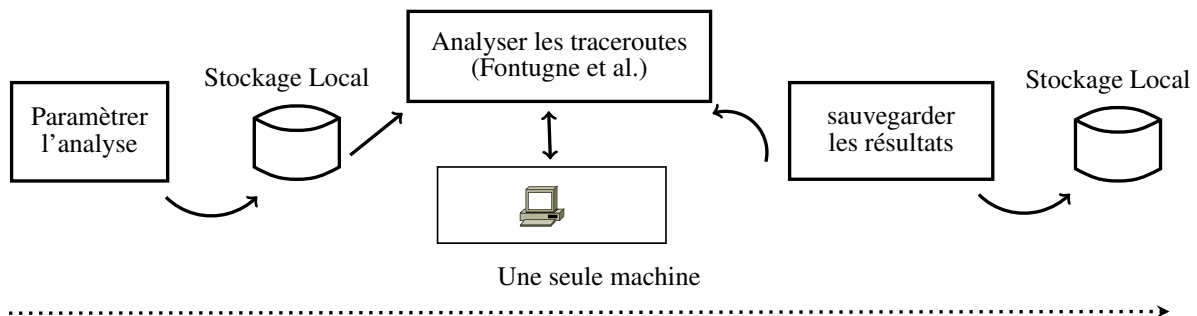 Paramètrer
l’analyse
Stockage Local
Analyser les traceroutes
(Fontugne et al.)
Une seule machine
sauvegarder
les résultats
Stockage Local